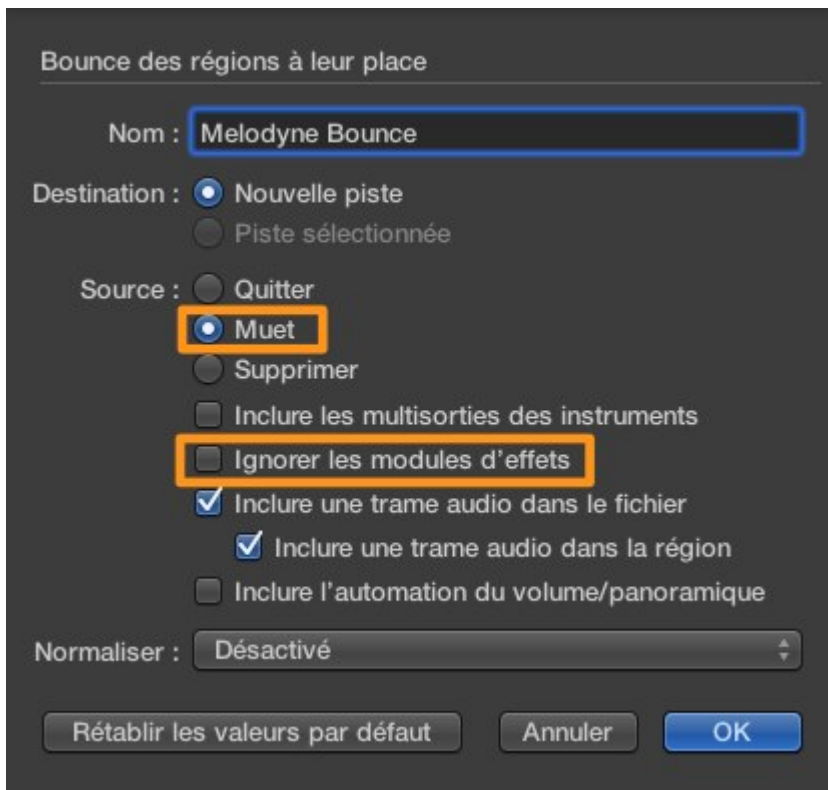 Bounce des régions à leur place
Nom : Melodyne Bounce
Destination : Nouvelle piste
Piste sélectionnée
Source : Quitter
Muet
Supprimer
Inclure les multisorties des instruments
Ignorer les modules d’effets
Inclure une trame audio dans le fichier
Inclure une trame audio dans la région
Inclure l’automation du volume/panoramique
Normaliser : Désactivé
Rétablir les valeurs par défaut Annuler OK